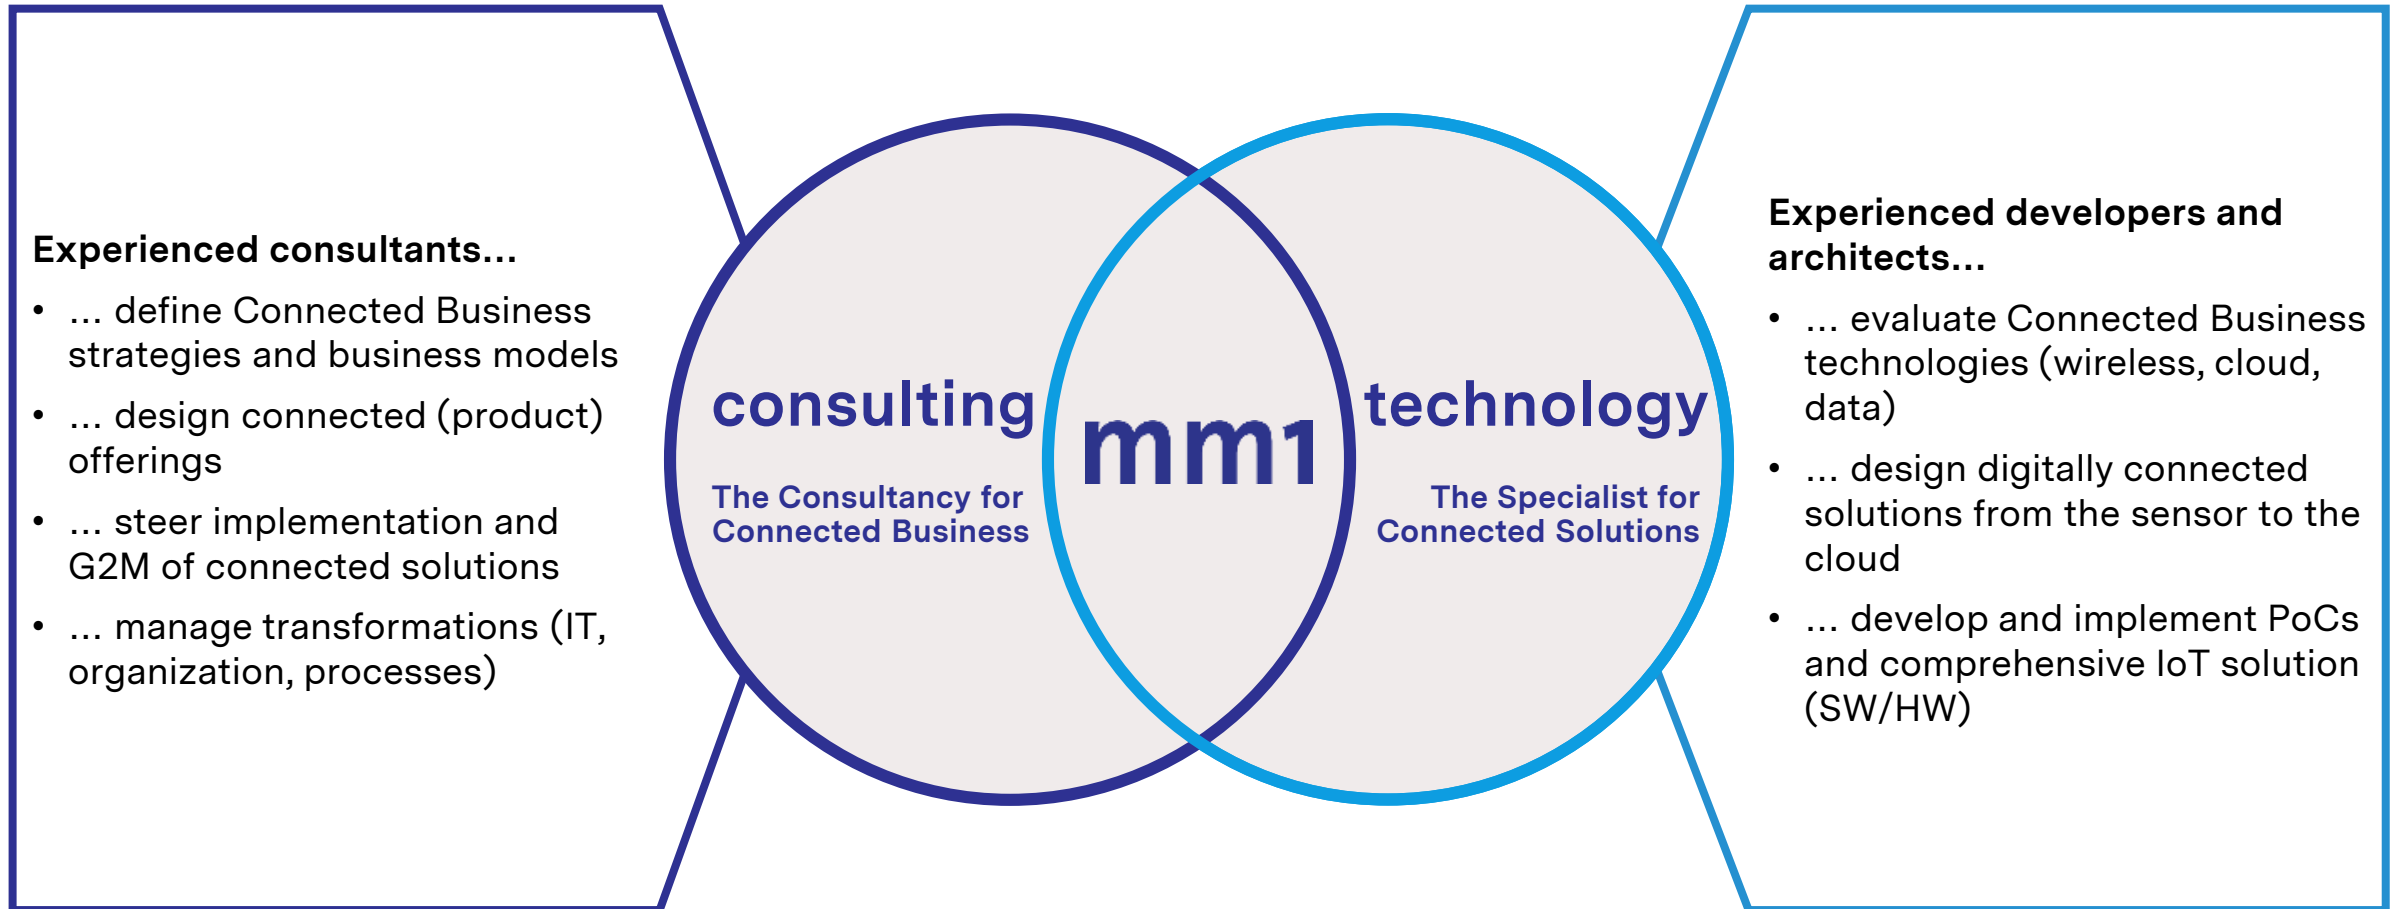 Experienced consultants...
• ... define Connected Business
strategies and business models
• ... design connected (product)
offerings
• ... steer implementation and
G2M of connected solutions
• ... manage transformations (IT,
organization, processes)
consulting
The Consultancy for
Connected Business
mm1
technology
The Specialist for
Connected Solutions
Experienced developers and
architects...
• ... evaluate Connected Business
technologies (wireless, cloud,
data)
• ... design digitally connected
solutions from the sensor to the
cloud
• ... develop and implement PoCs
and comprehensive IoT solution
(SW/HW)